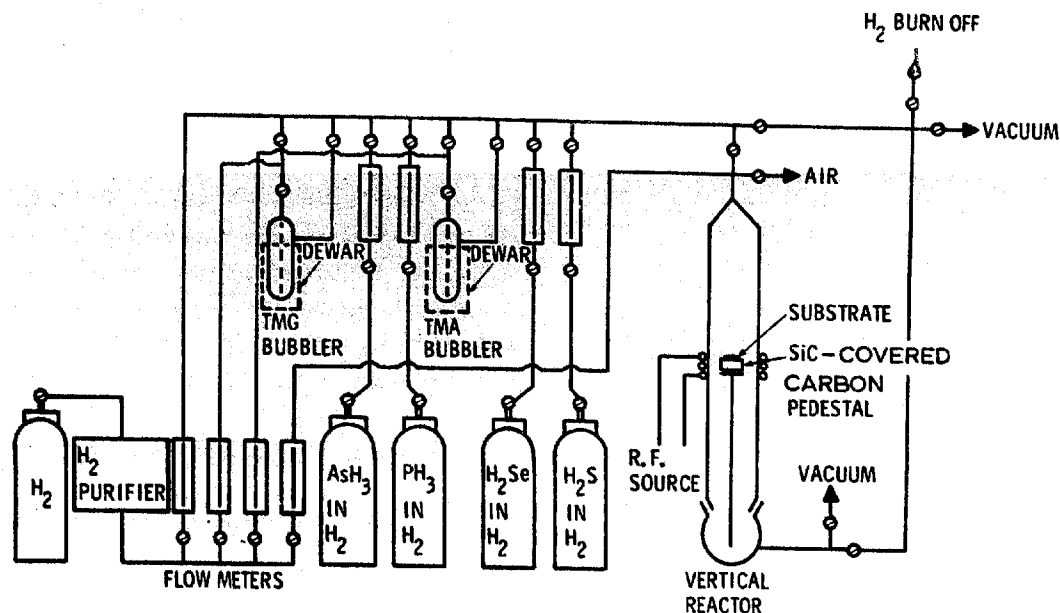 H2 BURN OFF
VACUUM
AIR
DEWAR
DEWAR
TMG
BUBBLER
TMA
BUBBLER
SUBSTRATE
SiC-COVERED
CARBON
PEDESTAL
R.F.
SOURCE
VACUUM
H2
H2
PURIFIER
AsH3
IN
H2
PH3
IN
H2
H2Se
IN
H2
H2S
IN
H2
FLOW METERS
VERTICAL
REACTOR